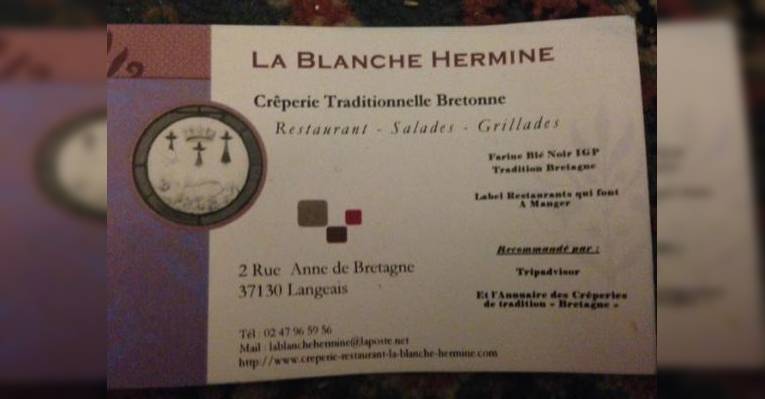 LA BLANCHE HERMINE
Crêperie Traditionnelle Bretonne
Restaurant - Salades - Grillades
Farine Blé Noir IGP
Tradition Bretagne
Label Restaurants qui font
A Manger
Recommandé par :
Tripadvisor
Et l'Annuaire des Crêperies
de tradition « Bretagne »
2 Rue Anne de Bretagne
37130 Langeais
Tél : 02 47 96 59 56
Mail : lablanchehermine@laposte.net
http://www.creperie-restaurant-la-blanche-hermine.com